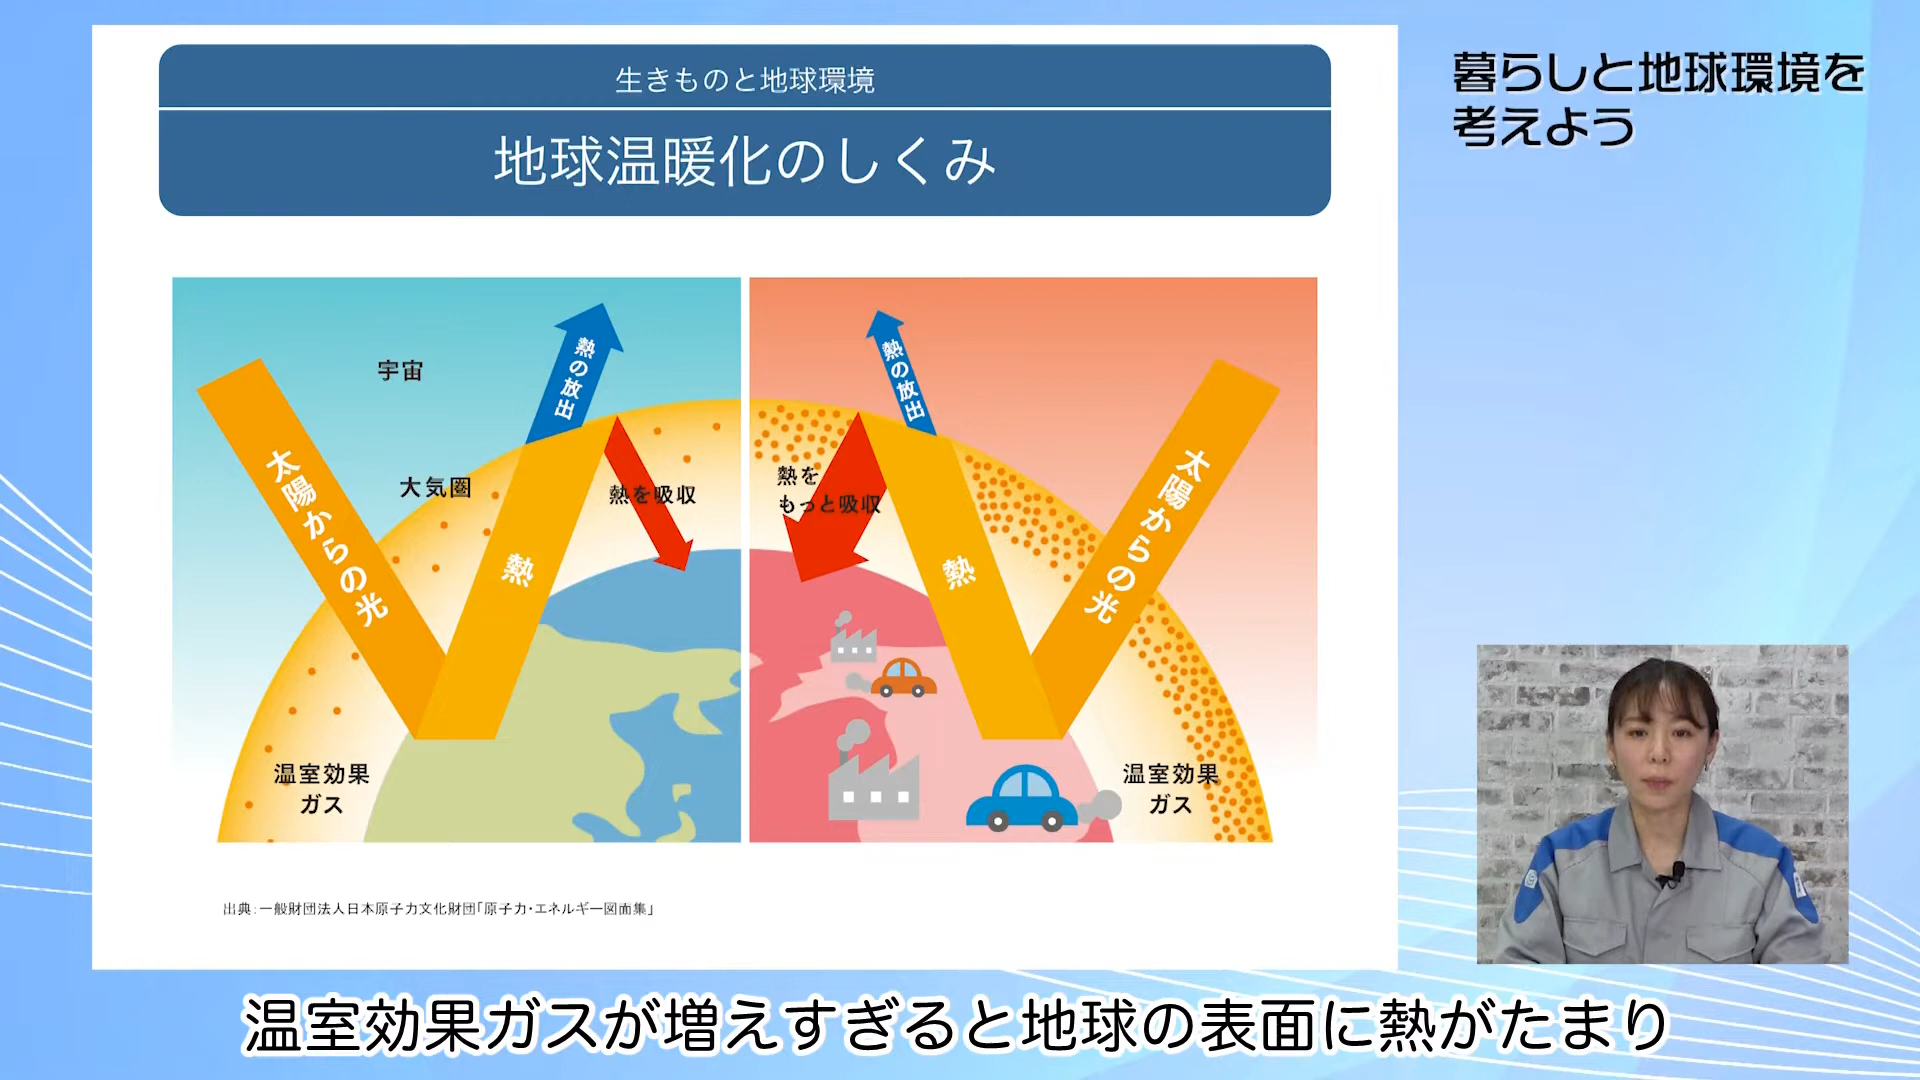 生きものと地球環境
地球温暖化のしくみ
暮らしと地球環境を
考えよう
宇宙
大気圏
太陽からの光
熱
熱の放出
熱を吸収
温室効果
ガス
熱の放出
熱を
もっと吸収
熱
太陽からの光
温室効果
ガス
出典：一般財団法人日本原子力文化財団「原子力・エネルギー図面集」
温室効果ガスが増えすぎると地球の表面に熱がたまり